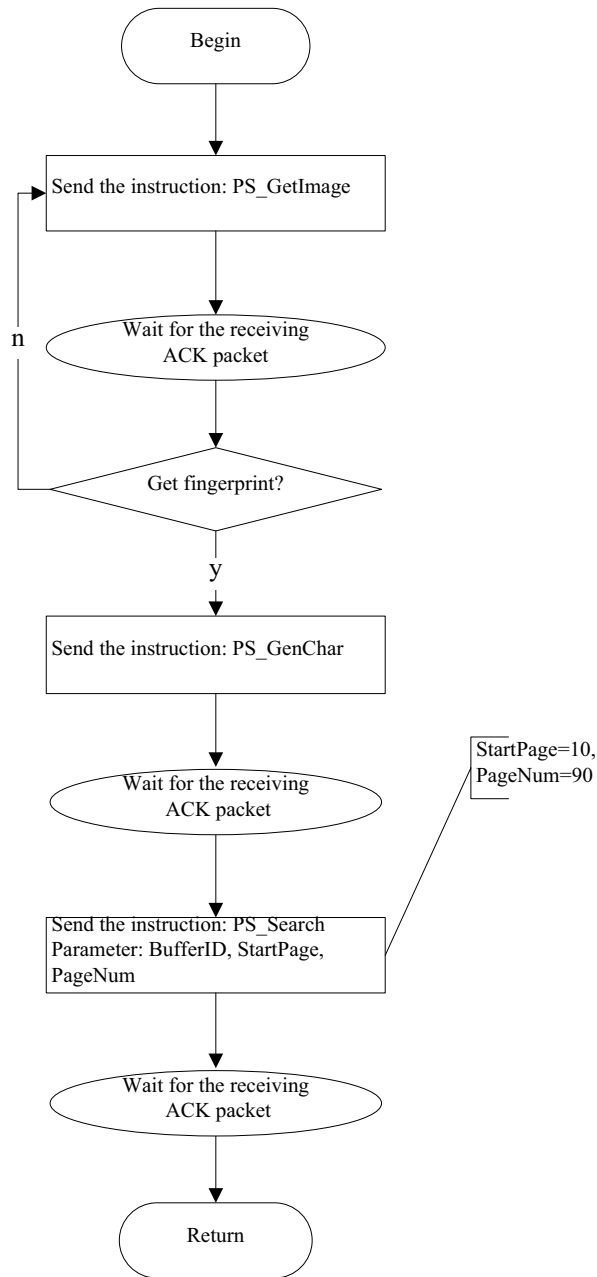 Begin
Send the instruction: PS_GetImage
Wait for the receiving
ACK packet
n
Get fingerprint?
y
Send the instruction: PS_GenChar
Wait for the receiving
ACK packet
StartPage=10,
PageNum=90
Send the instruction: PS_Search
Parameter: BufferID, StartPage,
PageNum
Wait for the receiving
ACK packet
Return